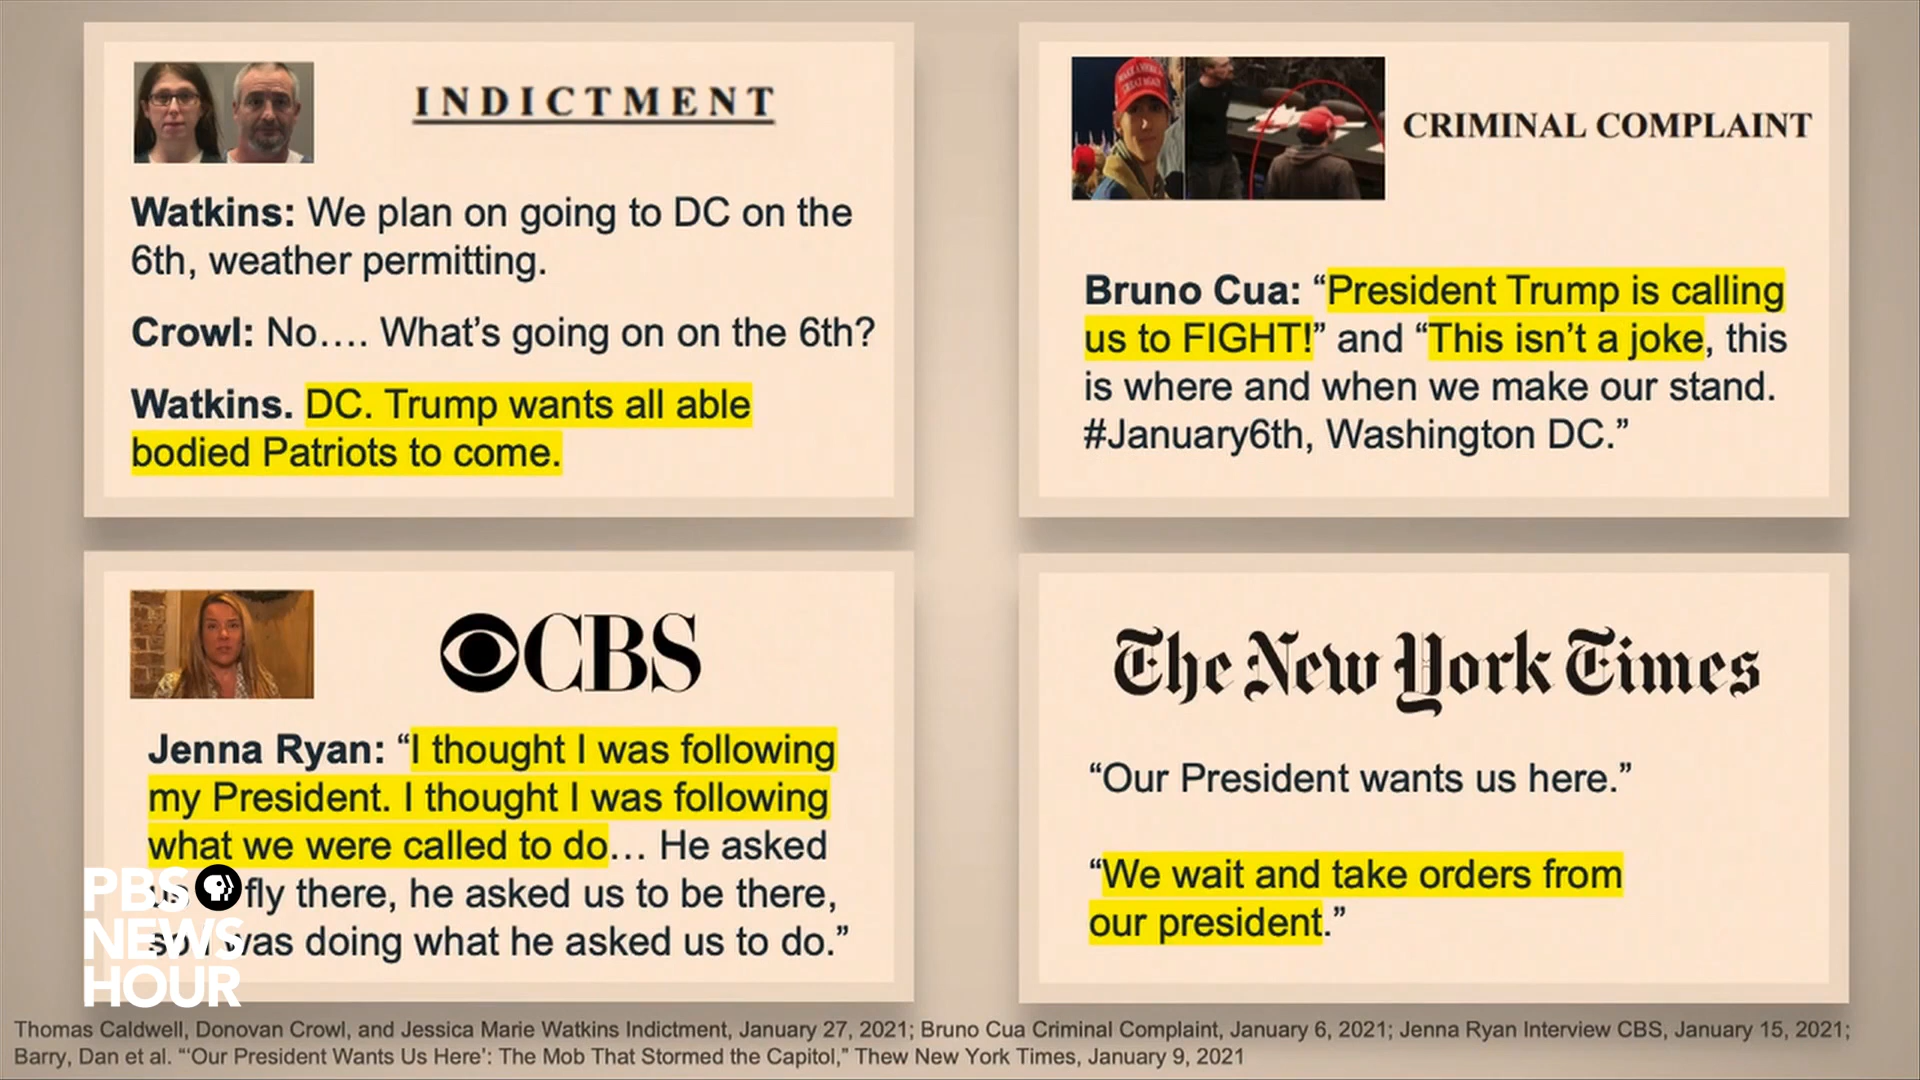 INDICTMENT
Watkins: We plan on going to DC on the
6th, weather permitting.
Crowl: No…. What’s going on on the 6th?
Watkins. DC. Trump wants all able
bodied Patriots to come.
CRIMINAL COMPLAINT
Bruno Cua: “President Trump is calling
us to FIGHT!” and “This isn’t a joke, this
is where and when we make our stand.
#January6th, Washington DC.”
CBS
Jenna Ryan: “I thought I was following
my President. I thought I was following
what we were called to do… He asked
fly there, he asked us to be there,
was doing what he asked us to do.”
The New York Times
“Our President wants us here.”
“We wait and take orders from
our president.”
PBS
NEWS
HOUR
Thomas Caldwell, Donovan Crowl, and Jessica Marie Watkins Indictment, January 27, 2021; Bruno Cua Criminal Complaint, January 6, 2021; Jenna Ryan Interview CBS, January 15, 2021;
Barry, Dan et al. “‘Our President Wants Us Here’: The Mob That Stormed the Capitol,” Thew New York Times, January 9, 2021